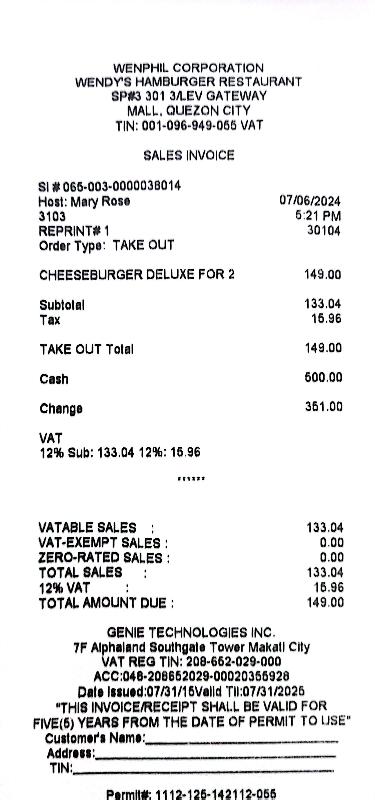 WENPHIL CORPORATION
WENDY'S HAMBURGER RESTAURANT
SP#3 301 3/LEV GATEWAY
MALL, QUEZON CITY
TIN: 001-096-949-055 VAT
SALES INVOICE
SI # 065-003-0000038014
Host: Mary Rose 07/06/2024
3103 5:21 PM
REPRINT# 1 30104
Order Type: TAKE OUT
CHEESEBURGER DELUXE FOR 2 149.00
Subtotal 133.04
Tax 15.96
TAKE OUT Total 149.00
Cash 500.00
Change 351.00
VAT
12% Sub: 133.04 12%: 15.96
******
VATABLE SALES : 133.04
VAT-EXEMPT SALES : 0.00
ZERO-RATED SALES : 0.00
TOTAL SALES : 133.04
12% VAT : 15.96
TOTAL AMOUNT DUE : 149.00
GENIE TECHNOLOGIES INC.
7F Alphaland Southgate Tower Makati City
VAT REG TIN: 208-652-029-000
ACC:046-208652029-00020355928
Date Issued:07/31/15Valid Til:07/31/2025
"THIS INVOICE/RECEIPT SHALL BE VALID FOR
FIVE(5) YEARS FROM THE DATE OF PERMIT TO USE"
Customer's Name:
Address:
TIN:
Permit#: 1112-125-142112-055